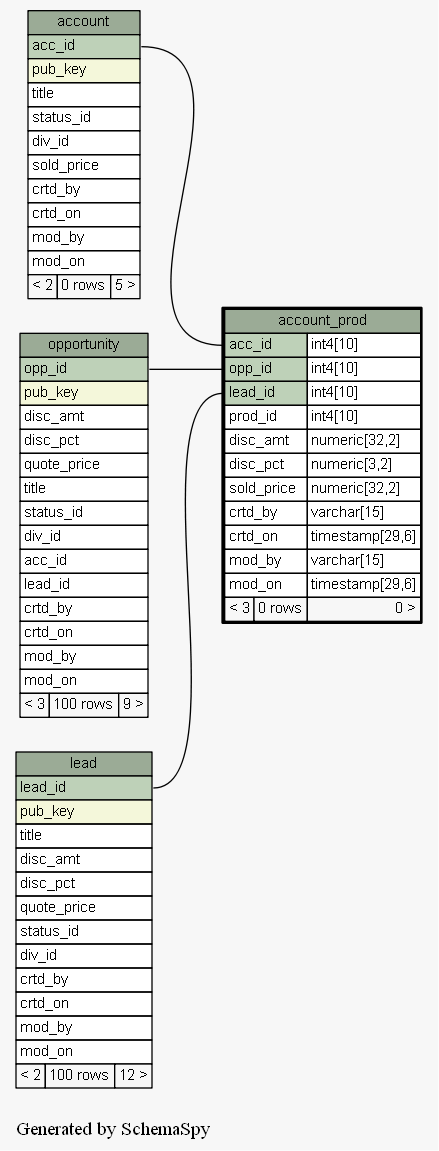 account
acc_id
pub_key
title
status_id
div_id
sold_price
crtd_by
crtd_on
mod_by
mod_on
< 2 0 rows 5 >
opportunity
opp_id
pub_key
disc_amt
disc_pct
quote_price
title
status_id
div_id
acc_id
lead_id
crtd_by
crtd_on
mod_by
mod_on
< 3 100 rows 9 >
lead
lead_id
pub_key
title
disc_amt
disc_pct
quote_price
status_id
div_id
crtd_by
crtd_on
mod_by
mod_on
< 2 100 rows 12 >
account_prod
acc_id int4[10]
opp_id int4[10]
lead_id int4[10]
prod_id int4[10]
disc_amt numeric[32,2]
disc_pct numeric[3,2]
sold_price numeric[32,2]
crtd_by varchar[15]
crtd_on timestamp[29,6]
mod_by varchar[15]
mod_on timestamp[29,6]
< 3 0 rows 0 >
Generated by SchemaSpy